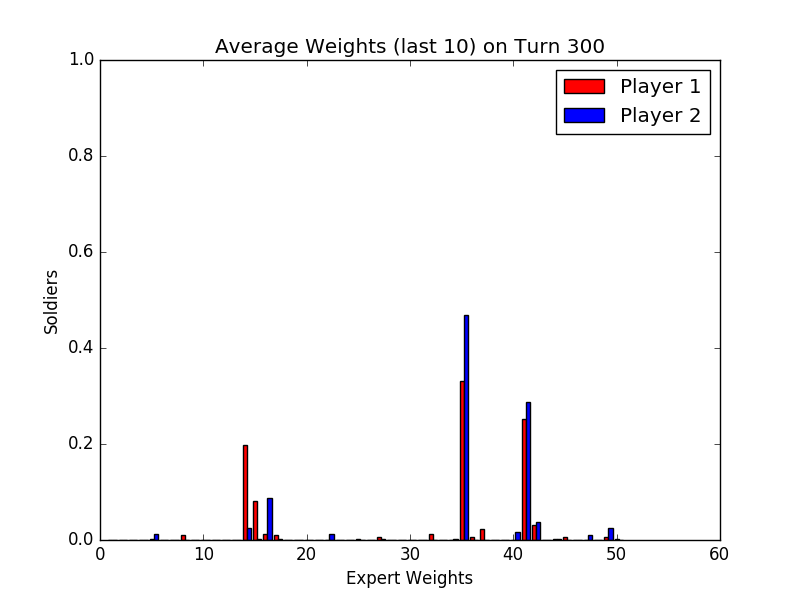 Average Weights (last 10) on Turn 300
1.0
0.8
0.6
0.4
0.2
0.0
Soldiers
Player 1
Player 2
0 10 20 30 40 50 60
Expert Weights